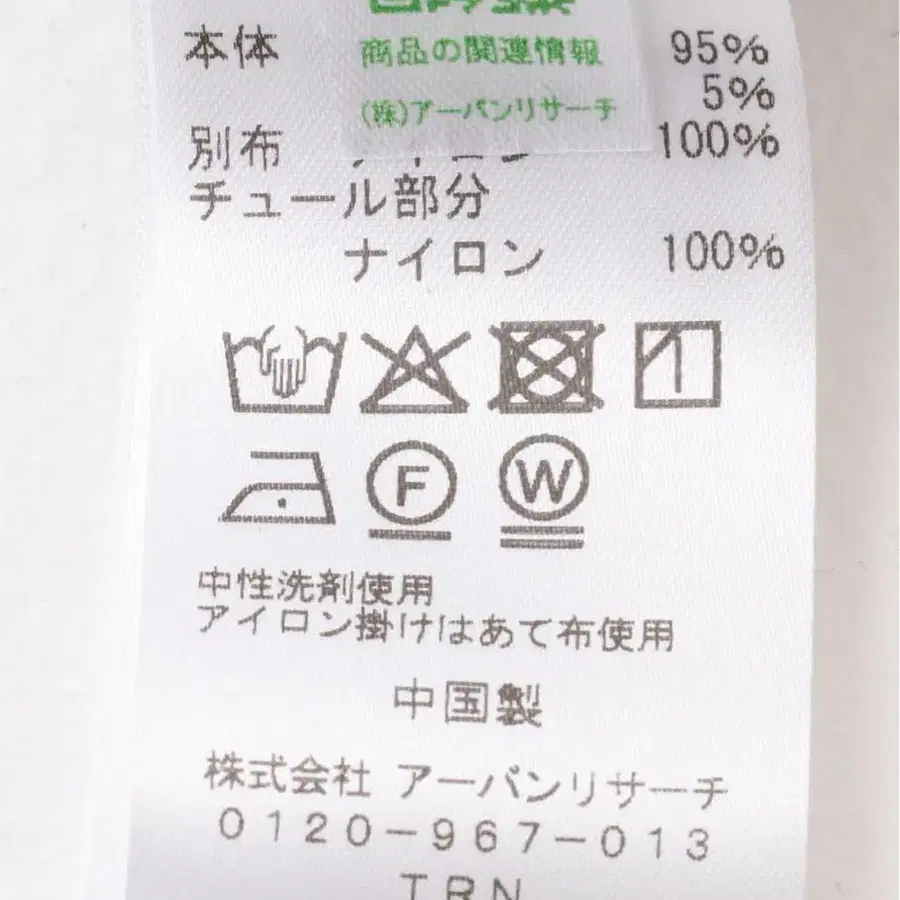 本体 95%
商品の関連情報
5%
(株)アーバンリサーチ
別布 100%
チュール部分
ナイロン 100%
F W
中性洗剤使用
アイロン掛けはあて布使用
中国製
株式会社 アーバンリサーチ
0120-967-013
TRN